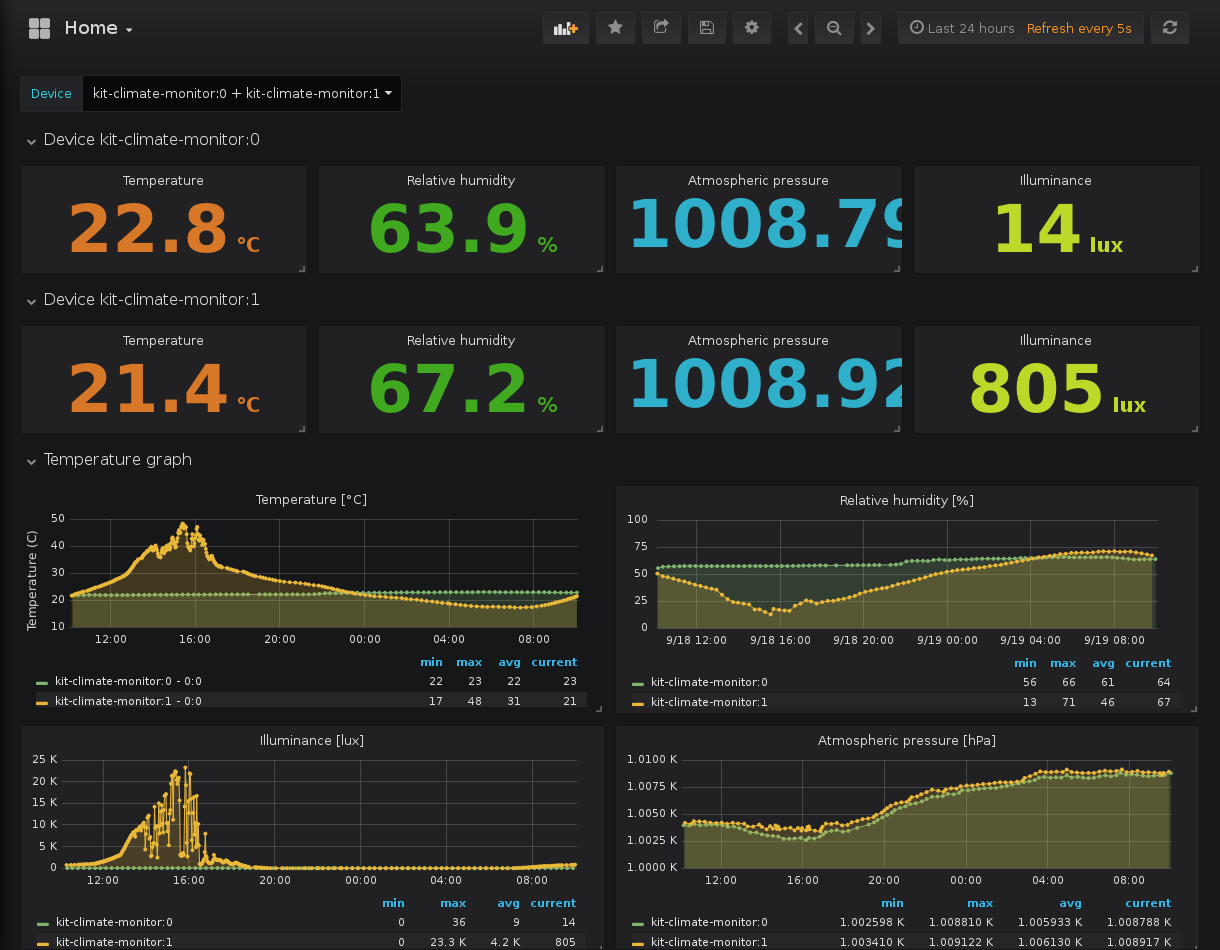 Home
Last 24 hours Refresh every 5s
Device kit-climate-monitor:0 + kit-climate-monitor:1
Device kit-climate-monitor:0
Temperature Relative humidity Atmospheric pressure Illuminance
22.8 °C 63.9 % 1008.79 14 lux
Device kit-climate-monitor:1
Temperature Relative humidity Atmospheric pressure Illuminance
21.4 °C 67.2 % 1008.92 805 lux
Temperature graph
Temperature [°C]
Temperature (C)
50
40
30
20
10
12:00 16:00 20:00 00:00 04:00 08:00
min max avg current
kit-climate-monitor:0 - 0:0 22 23 22 23
kit-climate-monitor:1 - 0:0 17 48 31 21
Relative humidity [%]
100
75
50
25
0
9/18 12:00 9/18 16:00 9/18 20:00 9/19 00:00 9/19 04:00 9/19 08:00
min max avg current
kit-climate-monitor:0 56 66 61 64
kit-climate-monitor:1 13 71 46 67
Illuminance [lux]
25 K
20 K
15 K
10 K
5 K
0
12:00 16:00 20:00 00:00 04:00 08:00
min max avg current
kit-climate-monitor:0 0 36 9 14
kit-climate-monitor:1 0 23.3 K 4.2 K 805
Atmospheric pressure [hPa]
1.0100 K
1.0075 K
1.0050 K
1.0025 K
1.0000 K
12:00 16:00 20:00 00:00 04:00 08:00
min max avg current
kit-climate-monitor:0 1.002598 K 1.008810 K 1.005933 K 1.008788 K
kit-climate-monitor:1 1.003410 K 1.009122 K 1.006130 K 1.008917 K